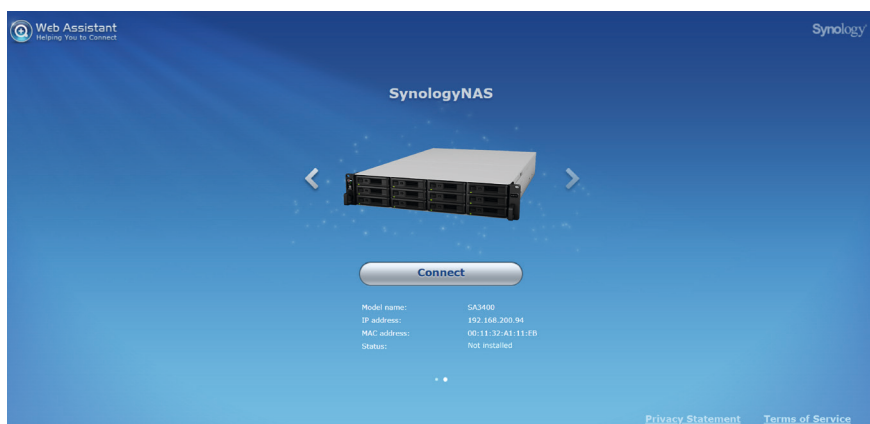 Web Assistant
Helping You to Connect
Synology
SynologyNAS
Connect
Model name: SA3400
IP address: 192.168.200.94
MAC address: 00:11:32:A1:11:EB
Status: Not installed
Privacy Statement Terms of Service